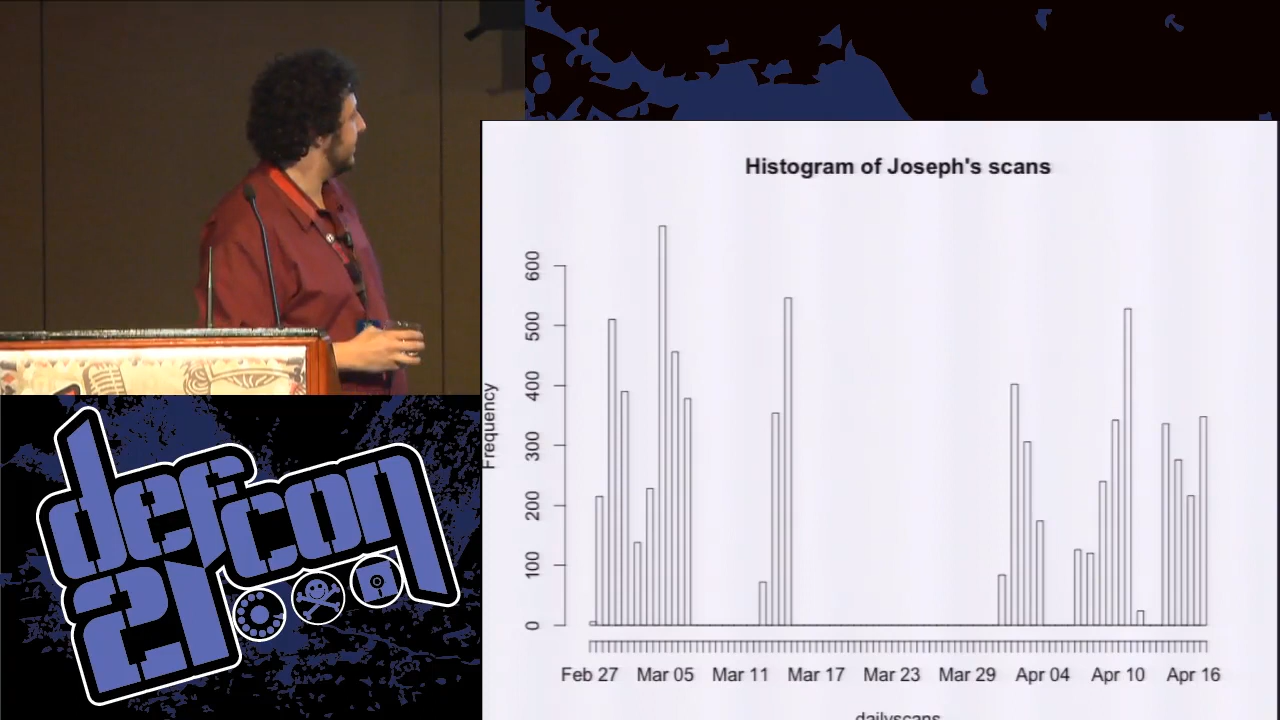 Histogram of Joseph's scans
Frequency
600
500
400
300
200
100
0
Feb 27 Mar 05 Mar 11 Mar 17 Mar 23 Mar 29 Apr 04 Apr 10 Apr 16
dailyscans
defcon
21